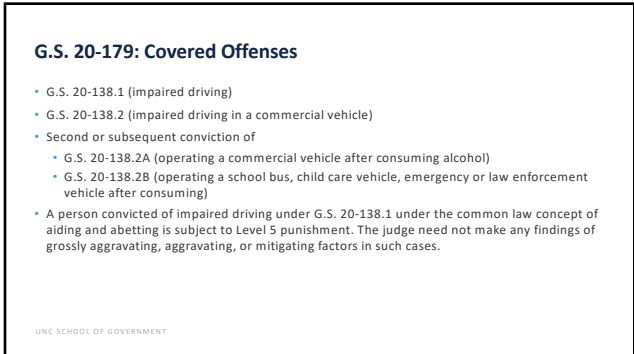 G.S. 20-179: Covered Offenses
• G.S. 20-138.1 (impaired driving)
• G.S. 20-138.2 (impaired driving in a commercial vehicle)
• Second or subsequent conviction of
• G.S. 20-138.2A (operating a commercial vehicle after consuming alcohol)
• G.S. 20-138.2B (operating a school bus, child care vehicle, emergency or law enforcement
vehicle after consuming)
• A person convicted of impaired driving under G.S. 20-138.1 under the common law concept of
aiding and abetting is subject to Level 5 punishment. The judge need not make any findings of
grossly aggravating, aggravating, or mitigating factors in such cases.
UNC SCHOOL OF GOVERNMENT